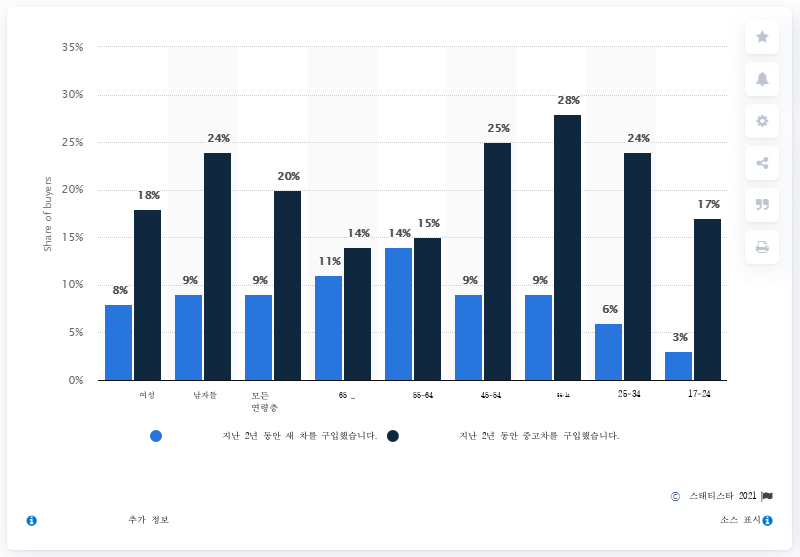 35%
30%
25%
20%
15%
10%
5%
0%
Share of buyers
8% 18%
9% 24%
9% 20%
11% 14%
14% 15%
9% 25%
9% 28%
6% 24%
3% 17%
여성
남자들
모든
연령층
65 _
55-64
45-54
25-34
17-24
지난 2년 동안 새 차를 구입했습니다.
지난 2년 동안 중고차를 구입했습니다.
© 스태티스타 2021
추가 정보
소스 표시